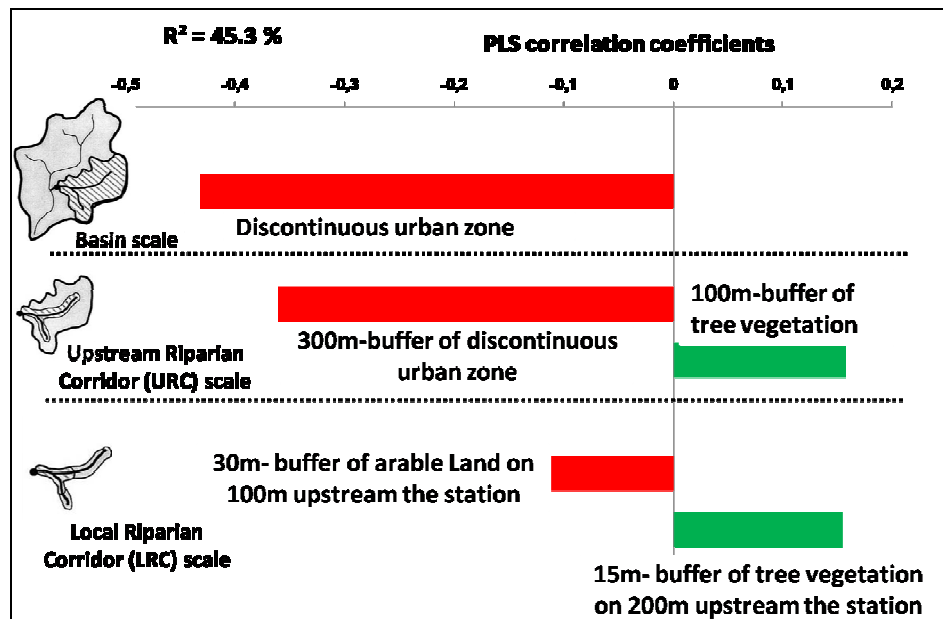 R² = 45.3 %
PLS correlation coefficients
-0,5 -0,4 -0,3 -0,2 -0,1 0 0,1 0,2
Discontinuous urban zone
Basin scale
100m-buffer of
tree vegetation
300m-buffer of discontinuous
urban zone
Upstream Riparian
Corridor (URC) scale
30m- buffer of arable Land on
100m upstream the station
Local Riparian
Corridor (LRC) scale
15m- buffer of tree vegetation
on 200m upstream the station